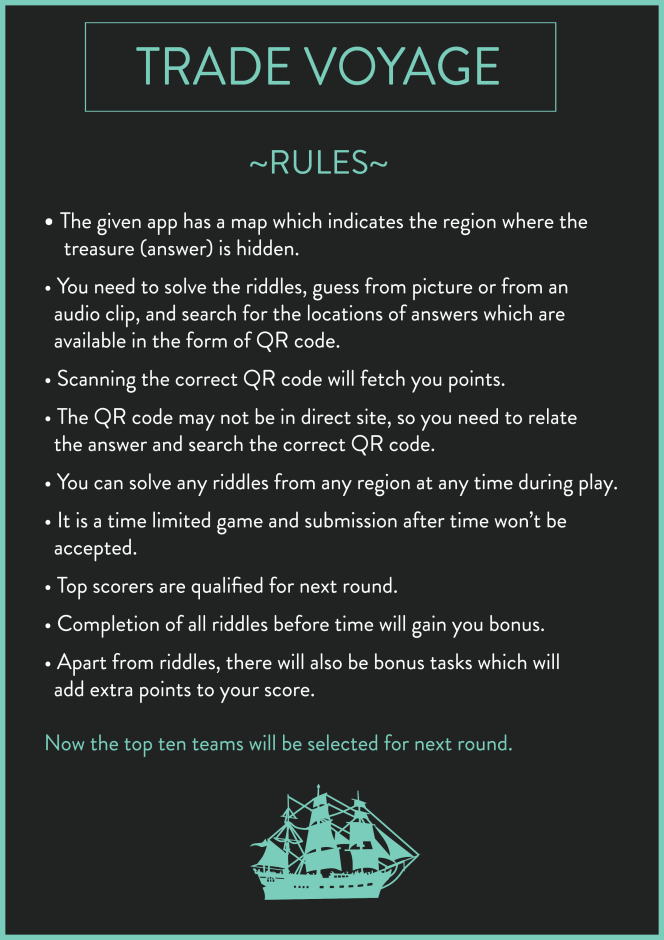 TRADE VOYAGE
~RULES~
• The given app has a map which indicates the region where the
treasure (answer) is hidden.
• You need to solve the riddles, guess from picture or from an
audio clip, and search for the locations of answers which are
available in the form of QR code.
• Scanning the correct QR code will fetch you points.
• The QR code may not be in direct site, so you need to relate
the answer and search the correct QR code.
• You can solve any riddles from any region at any time during play.
• It is a time limited game and submission after time won’t be
accepted.
• Top scorers are qualified for next round.
• Completion of all riddles before time will gain you bonus.
• Apart from riddles, there will also be bonus tasks which will
add extra points to your score.
Now the top ten teams will be selected for next round.